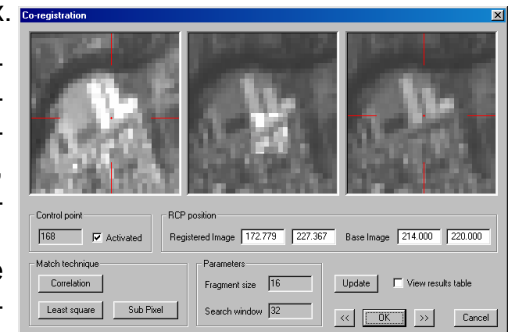 x.
Co-registration
Control point
168
Activated
RCP position
Registered Image 172.779 227.367 Base Image 214.000 220.000
Match technique
Correlation
Least square Sub Pixel
Parameters
Fragment size 16
Search window 32
Update View results table
<< OK >> Cancel
e